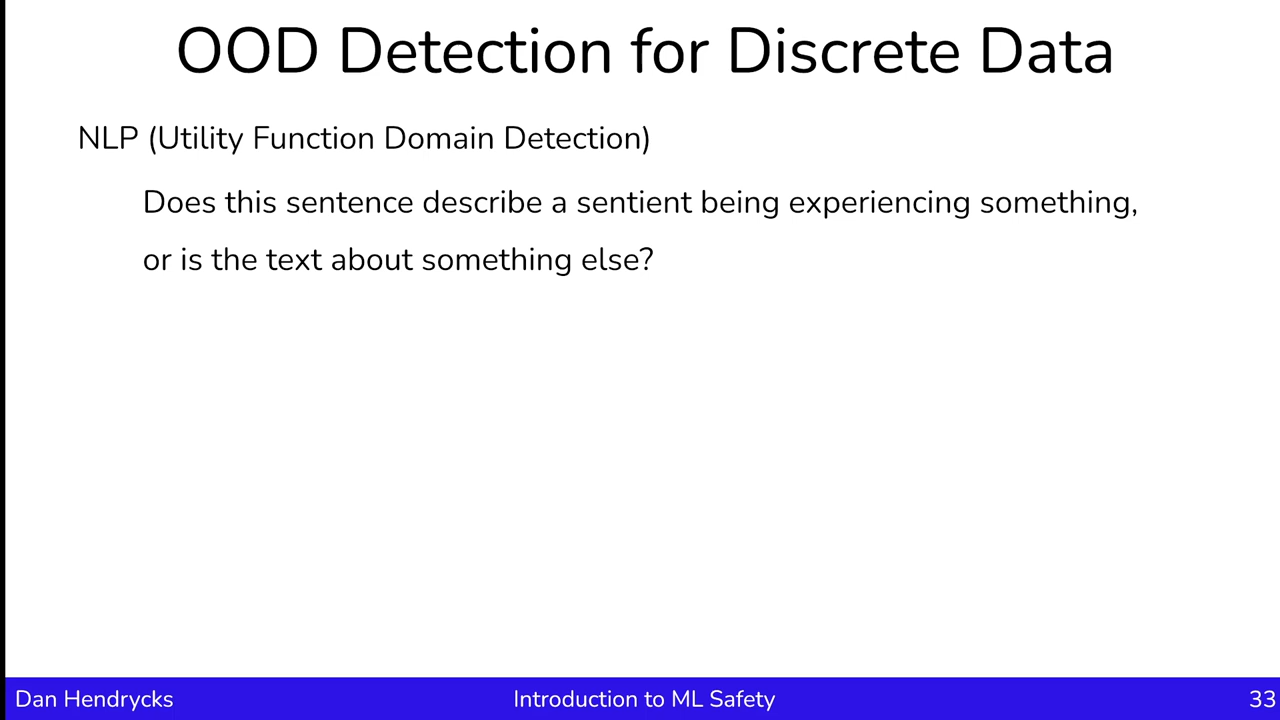 OOD Detection for Discrete Data
NLP (Utility Function Domain Detection)
Does this sentence describe a sentient being experiencing something,
or is the text about something else?
Dan Hendrycks
Introduction to ML Safety
33